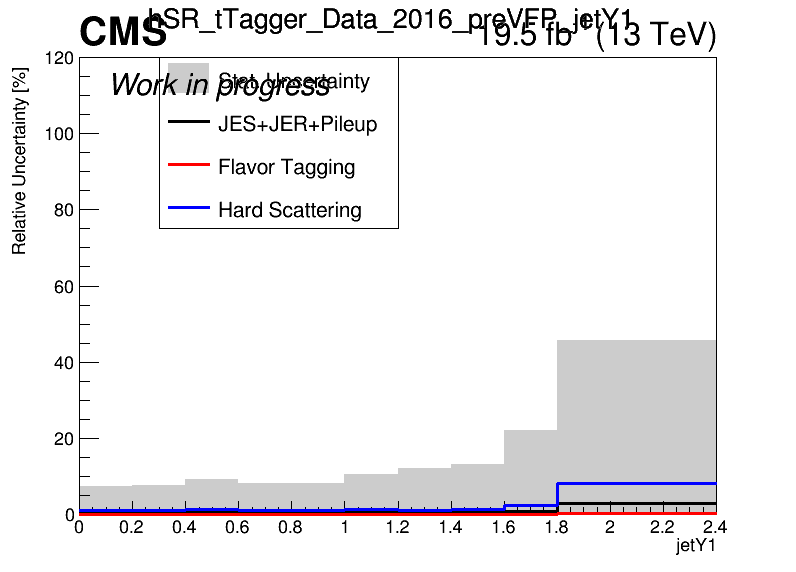 hSR_tTagger_Data_2016_preVFP_jetY1
CMS
19.5 fb⁻¹ (13 TeV)
Work in progress
Stat. Uncertainty
JES+JER+Pileup
Flavor Tagging
Hard Scattering
Relative Uncertainty [%]
120
100
80
60
40
20
0
0 0.2 0.4 0.6 0.8 1 1.2 1.4 1.6 1.8 2 2.2 2.4
jetY1